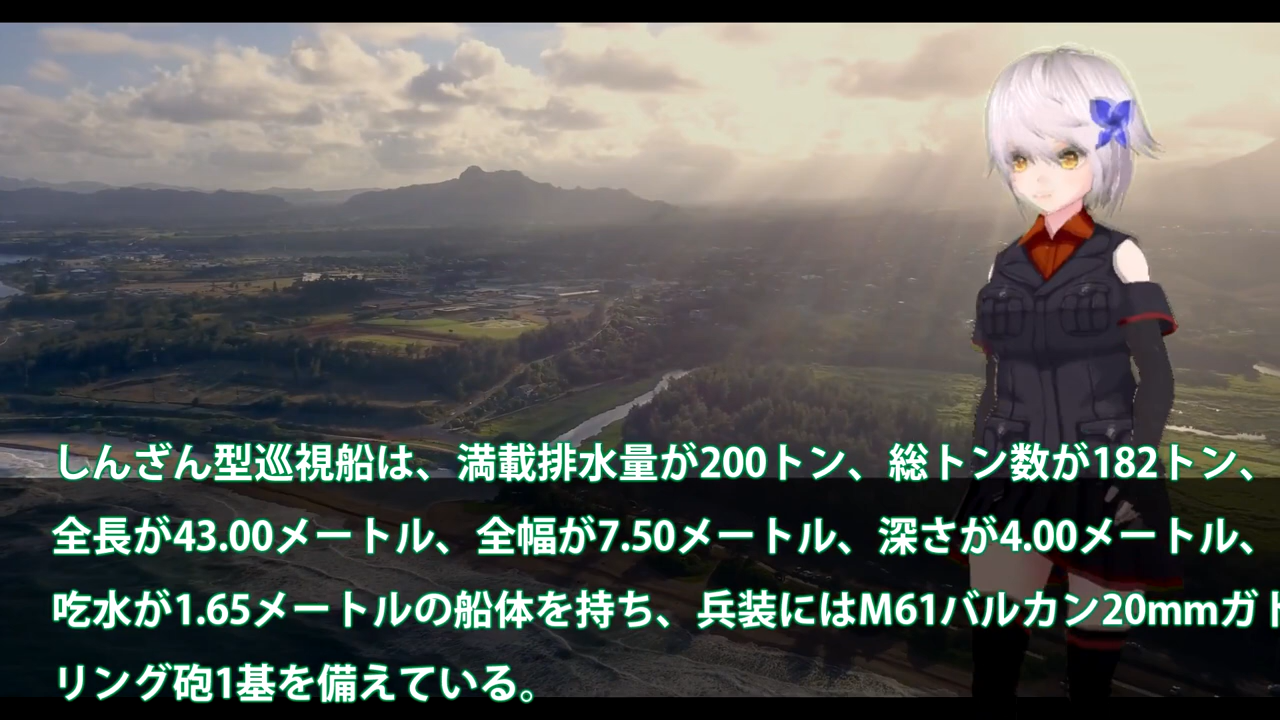 しんざん型巡視船は、満載排水量が200トン、総トン数が182トン、
全長が43.00メートル、全幅が7.50メートル、深さが4.00メートル、
吃水が1.65メートルの船体を持ち、兵装にはM61バルカン20mmガト
リング砲1基を備えている。